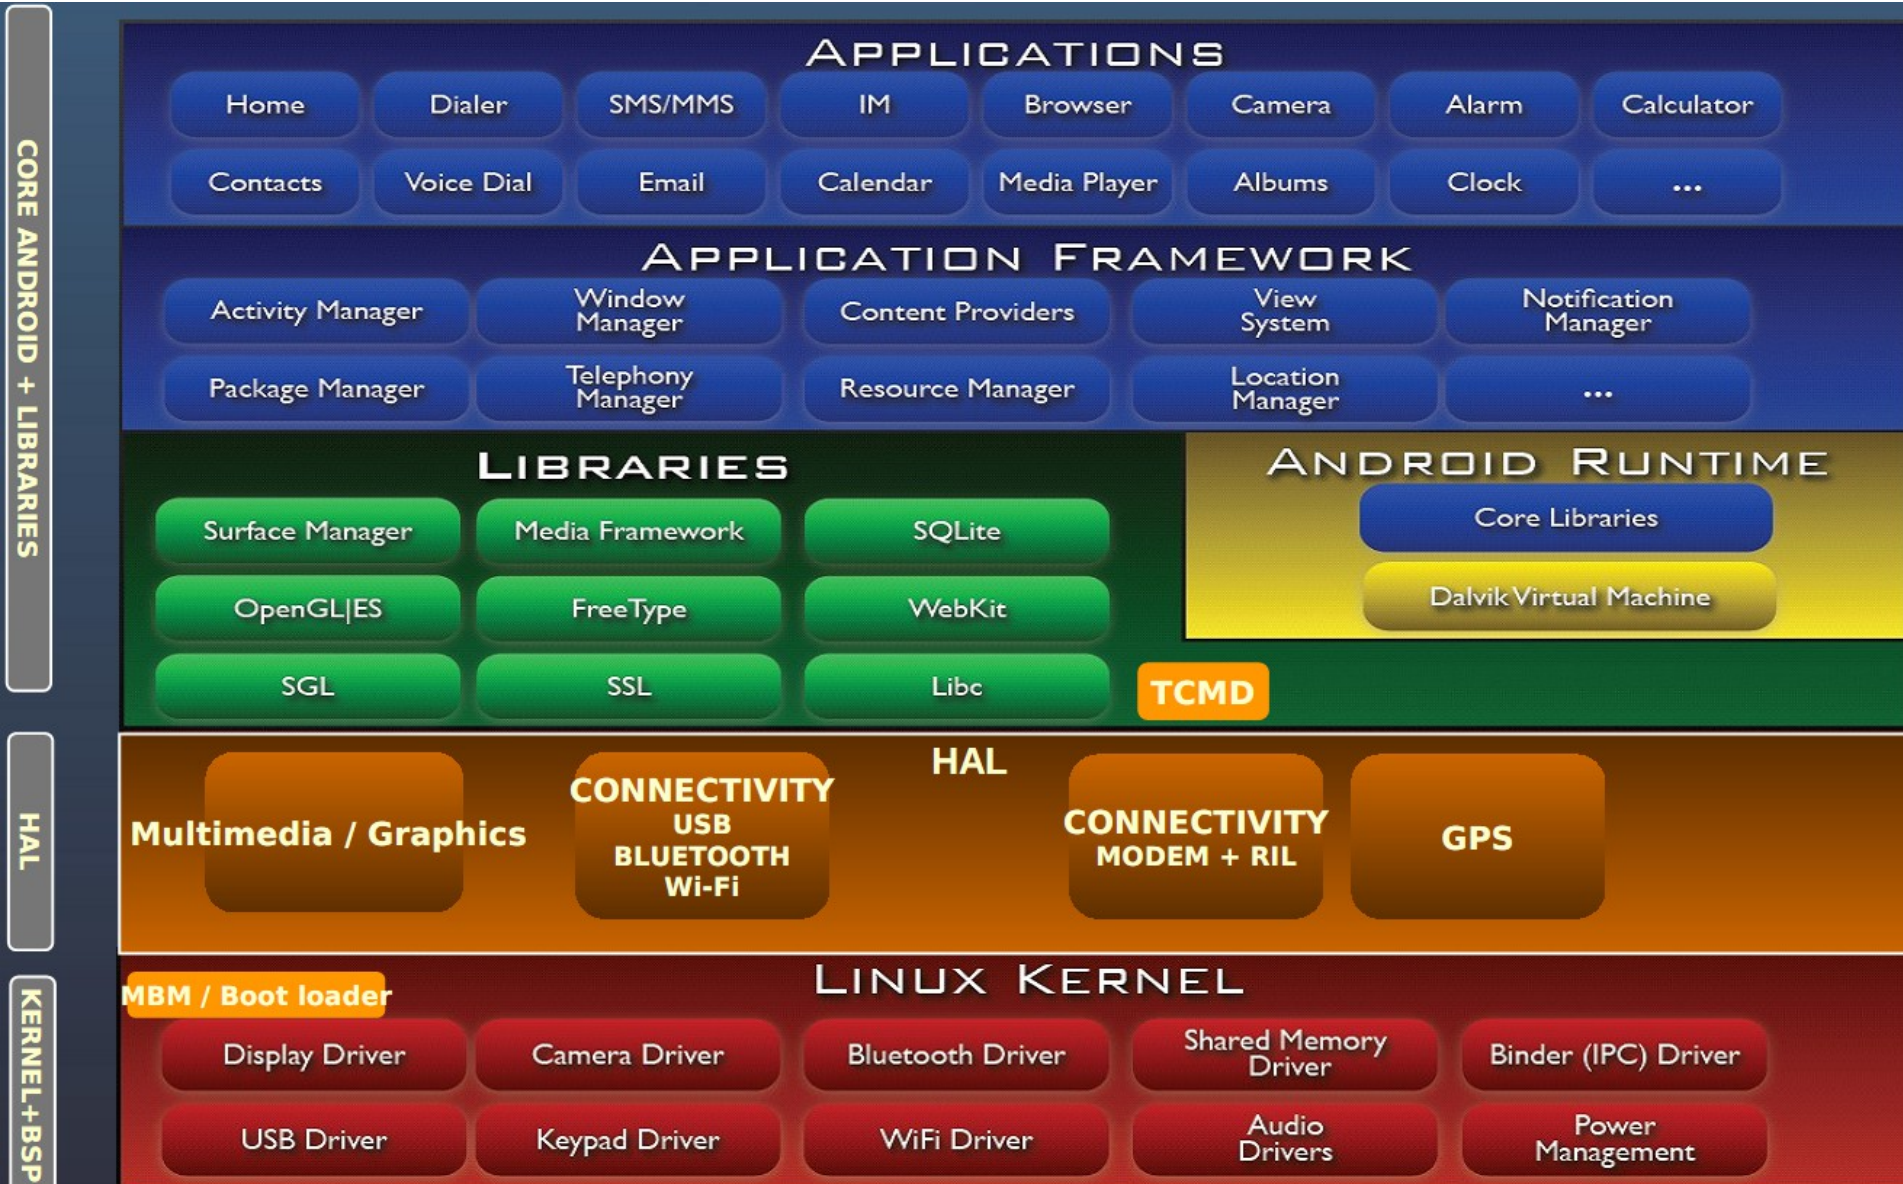 CORE ANDROID + LIBRARIES
APPLICATIONS
Home
Dialer
SMS/MMS
IM
Browser
Camera
Alarm
Calculator
Contacts
Voice Dial
Email
Calendar
Media Player
Albums
Clock
...
APPLICATION FRAMEWORK
Activity Manager
Window
Manager
Content Providers
View
System
Notification
Manager
Package Manager
Telephony
Manager
Resource Manager
Location
Manager
...
LIBRARIES
Surface Manager
Media Framework
SQLite
OpenGL|ES
FreeType
WebKit
SGL
SSL
Libc
TCMD
ANDROID RUNTIME
Core Libraries
Dalvik Virtual Machine
HAL
HAL
Multimedia / Graphics
CONNECTIVITY
USB
BLUETOOTH
Wi-Fi
CONNECTIVITY
MODEM + RIL
GPS
KERNEL+BSP
LINUX KERNEL
MBM / Boot loader
Display Driver
Camera Driver
Bluetooth Driver
Shared Memory
Driver
Binder (IPC) Driver
USB Driver
Keypad Driver
WiFi Driver
Audio
Drivers
Power
Management